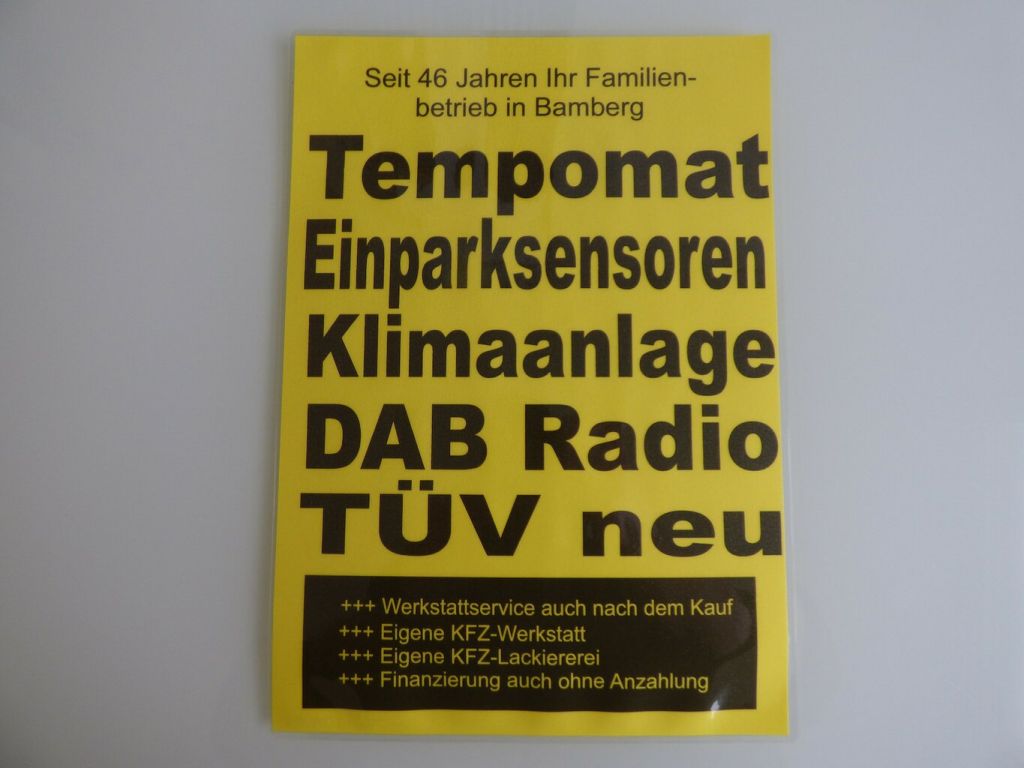 Seit 46 Jahren Ihr Familien-
betrieb in Bamberg
Tempomat
Einparksensoren
Klimaanlage
DAB Radio
TÜV neu
+++ Werkstattservice auch nach dem Kauf
+++ Eigene KFZ-Werkstatt
+++ Eigene KFZ-Lackiererei
+++ Finanzierung auch ohne Anzahlung